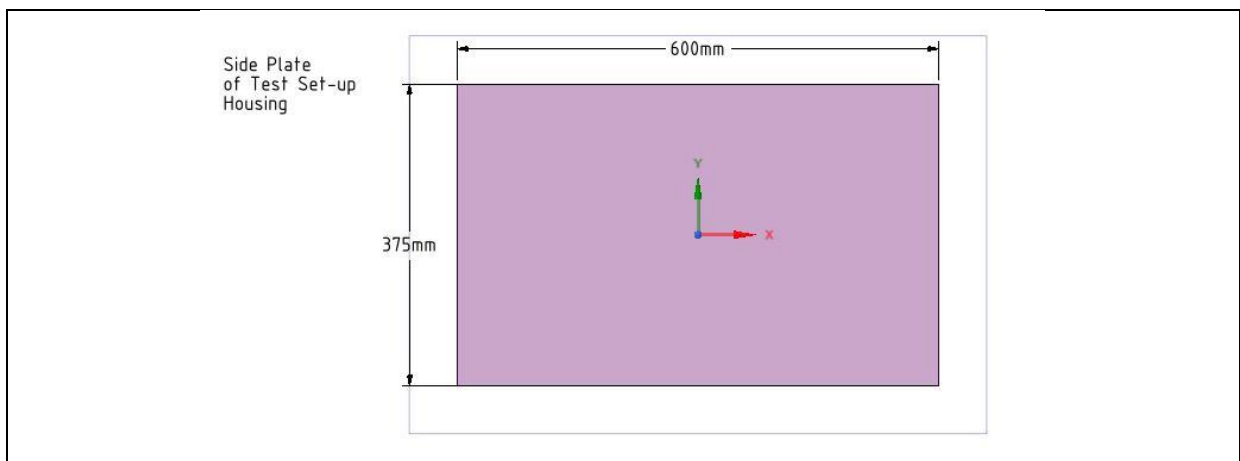 600mm
Side Plate
of Test Set-up
Housing
Y
X
375mm